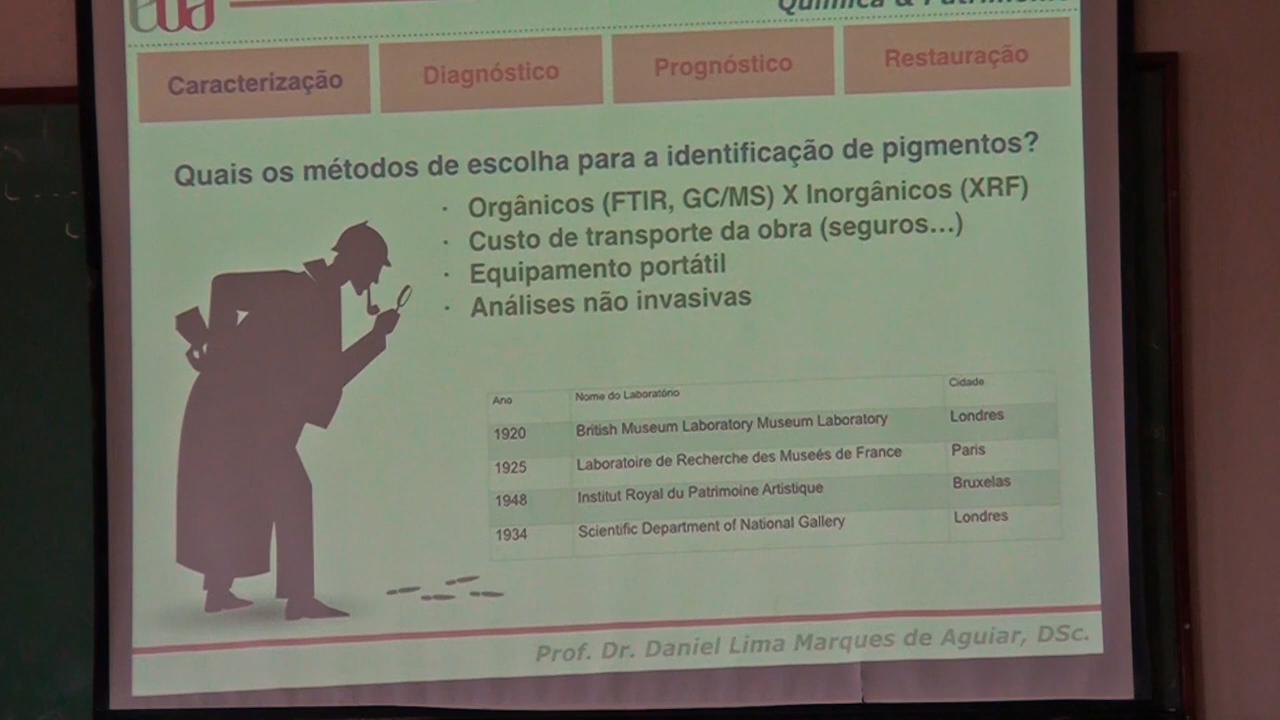 Química & Patrimônio
Caracterização
Diagnóstico
Prognóstico
Restauração
Quais os métodos de escolha para a identificação de pigmentos?
· Orgânicos (FTIR, GC/MS) X Inorgânicos (XRF)
· Custo de transporte da obra (seguros...)
· Equipamento portátil
· Análises não invasivas
Ano Nome do Laboratório Cidade
1920 British Museum Laboratory Museum Laboratory Londres
1925 Laboratoire de Recherche des Museés de France Paris
1948 Institut Royal du Patrimoine Artistique Bruxelas
1934 Scientific Department of National Gallery Londres
Prof. Dr. Daniel Lima Marques de Aguiar, DSc.